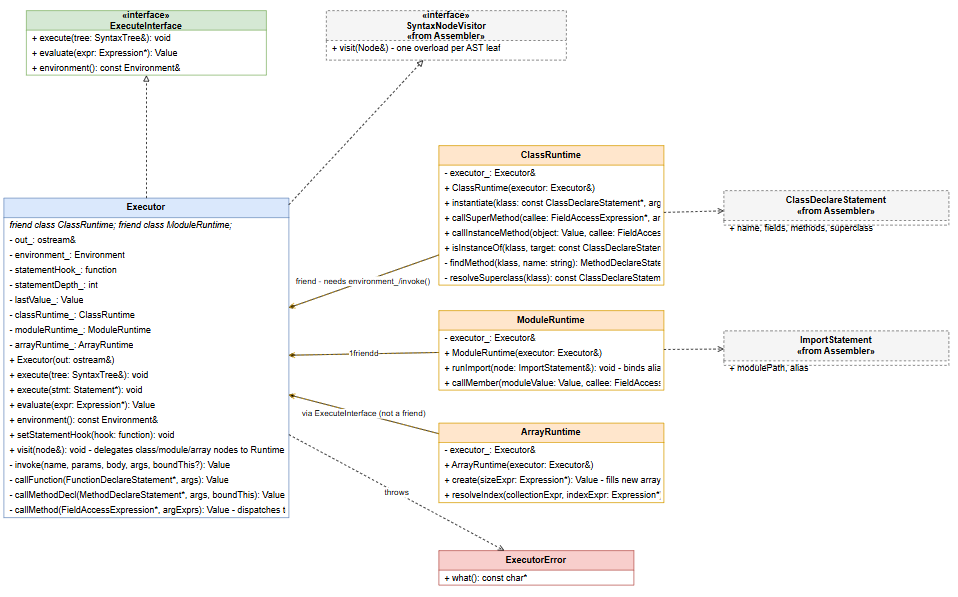 «interface»
ExecuteInterface
+ execute(tree: SyntaxTree&): void
+ evaluate(expr: Expression*): Value
+ environment(): const Environment&
«interface»
SyntaxNodeVisitor
«from Assembler»
+ visit(Node&) - one overload per AST leaf
Executor
friend class ClassRuntime; friend class ModuleRuntime;
- out_: ostream&
- environment_: Environment
- statementHook_: function
- statementDepth_: int
- lastValue_: Value
- classRuntime_: ClassRuntime
- moduleRuntime_: ModuleRuntime
- arrayRuntime_: ArrayRuntime
+ Executor(out: ostream&)
+ execute(tree: SyntaxTree&): void
+ execute(stmt: Statement*): void
+ evaluate(expr: Expression*): Value
+ environment(): const Environment&
+ setStatementHook(hook: function): void
+ visit(node&): void - delegates class/module/array nodes to Runtime
- invoke(name, params, body, args, boundThis?): Value
- callFunction(FunctionDeclareStatement*, args): Value
- callMethodDecl(MethodDeclareStatement*, args, boundThis): Value
- callMethod(FieldAccessExpression*, argExprs): Value - dispatches t
ClassRuntime
- executor_: Executor&
+ ClassRuntime(executor: Executor&)
+ instantiate(klass: const ClassDeclareStatement*, arg
+ callSuperMethod(callee: FieldAccessExpression*, ar
+ callInstanceMethod(object: Value, callee: FieldAcces
+ isInstanceOf(klass, target: const ClassDeclareStater
- findMethod(klass, name: string): MethodDeclareState
- resolveSuperclass(klass): const ClassDeclareStatem
ClassDeclareStatement
«from Assembler»
+ name, fields, methods, superclass
friend - needs environment_/invoke()
ModuleRuntime
- executor_: Executor&
+ ModuleRuntime(executor: Executor&)
+ runImport(node: ImportStatement&): void - binds alia
+ callMember(moduleValue: Value, callee: FieldAccess
ImportStatement
«from Assembler»
+ modulePath, alias
1friendd
via ExecuteInterface (not a friend)
ArrayRuntime
- executor_: Executor&
+ ArrayRuntime(executor: Executor&)
+ create(sizeExpr: Expression*): Value - fills new array
+ resolveIndex(collectionExpr, indexExpr: Expression*
throws
ExecutorError
+ what(): const char*